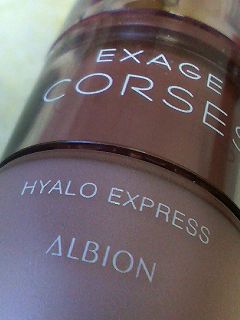 EXAGE
CORSES
HYALO EXPRESS
ALBION